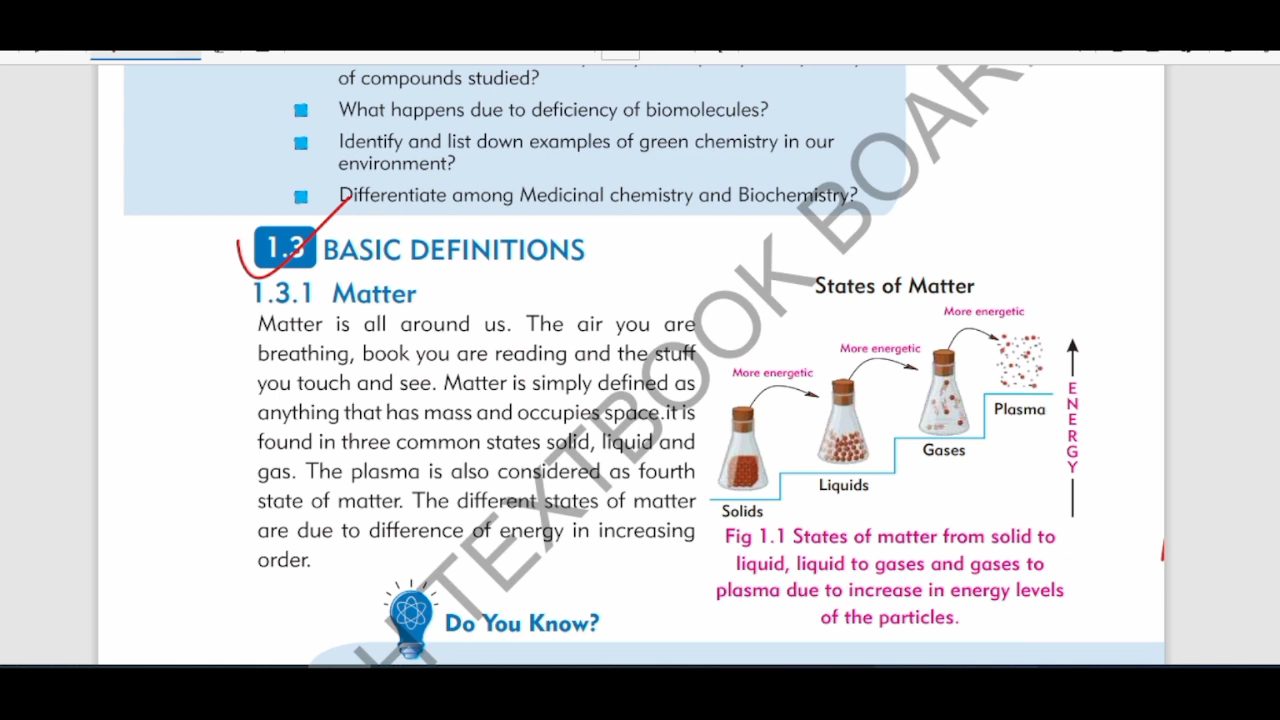 of compounds studied?
What happens due to deficiency of biomolecules?
Identify and list down examples of green chemistry in our
environment?
Differentiate among Medicinal chemistry and Biochemistry?
1.3 BASIC DEFINITIONS
1.3.1 Matter
Matter is all around us. The air you are
breathing, book you are reading and the stuff
you touch and see. Matter is simply defined as
anything that has mass and occupies space.it is
found in three common states solid, liquid and
gas. The plasma is also considered as fourth
state of matter. The different states of matter
are due to difference of energy in increasing
order.
States of Matter
More energetic
More energetic
More energetic
Solids
Liquids
Gases
Plasma
ENERGY
Fig 1.1 States of matter from solid to
liquid, liquid to gases and gases to
plasma due to increase in energy levels
of the particles.
Do You Know?
H TEXTBOOK BOAR